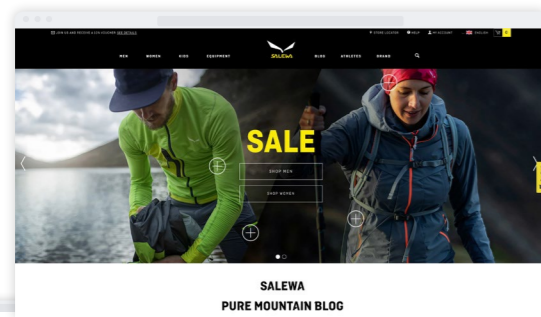 JOIN US AND RECEIVE A 10% VOUCHER SEE DETAILS
STORE LOCATOR
HELP
MY ACCOUNT
ENGLISH
0
MEN
WOMEN
KIDS
EQUIPMENT
SALEWA
BLOG
ATHLETES
BRAND
SALE
SHOP MEN
SHOP WOMEN
SALEWA
PURE MOUNTAIN BLOG